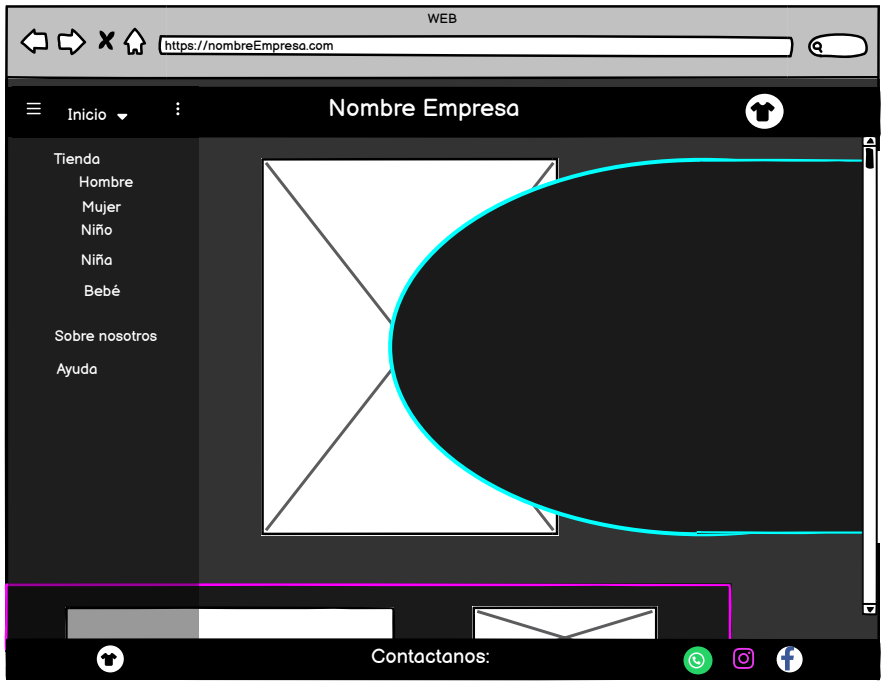 WEB
https://nombreEmpresa.com
Inicio
Nombre Empresa
Tienda
Hombre
Mujer
Niño
Niña
Bebé
Sobre nosotros
Ayuda
Contactanos: